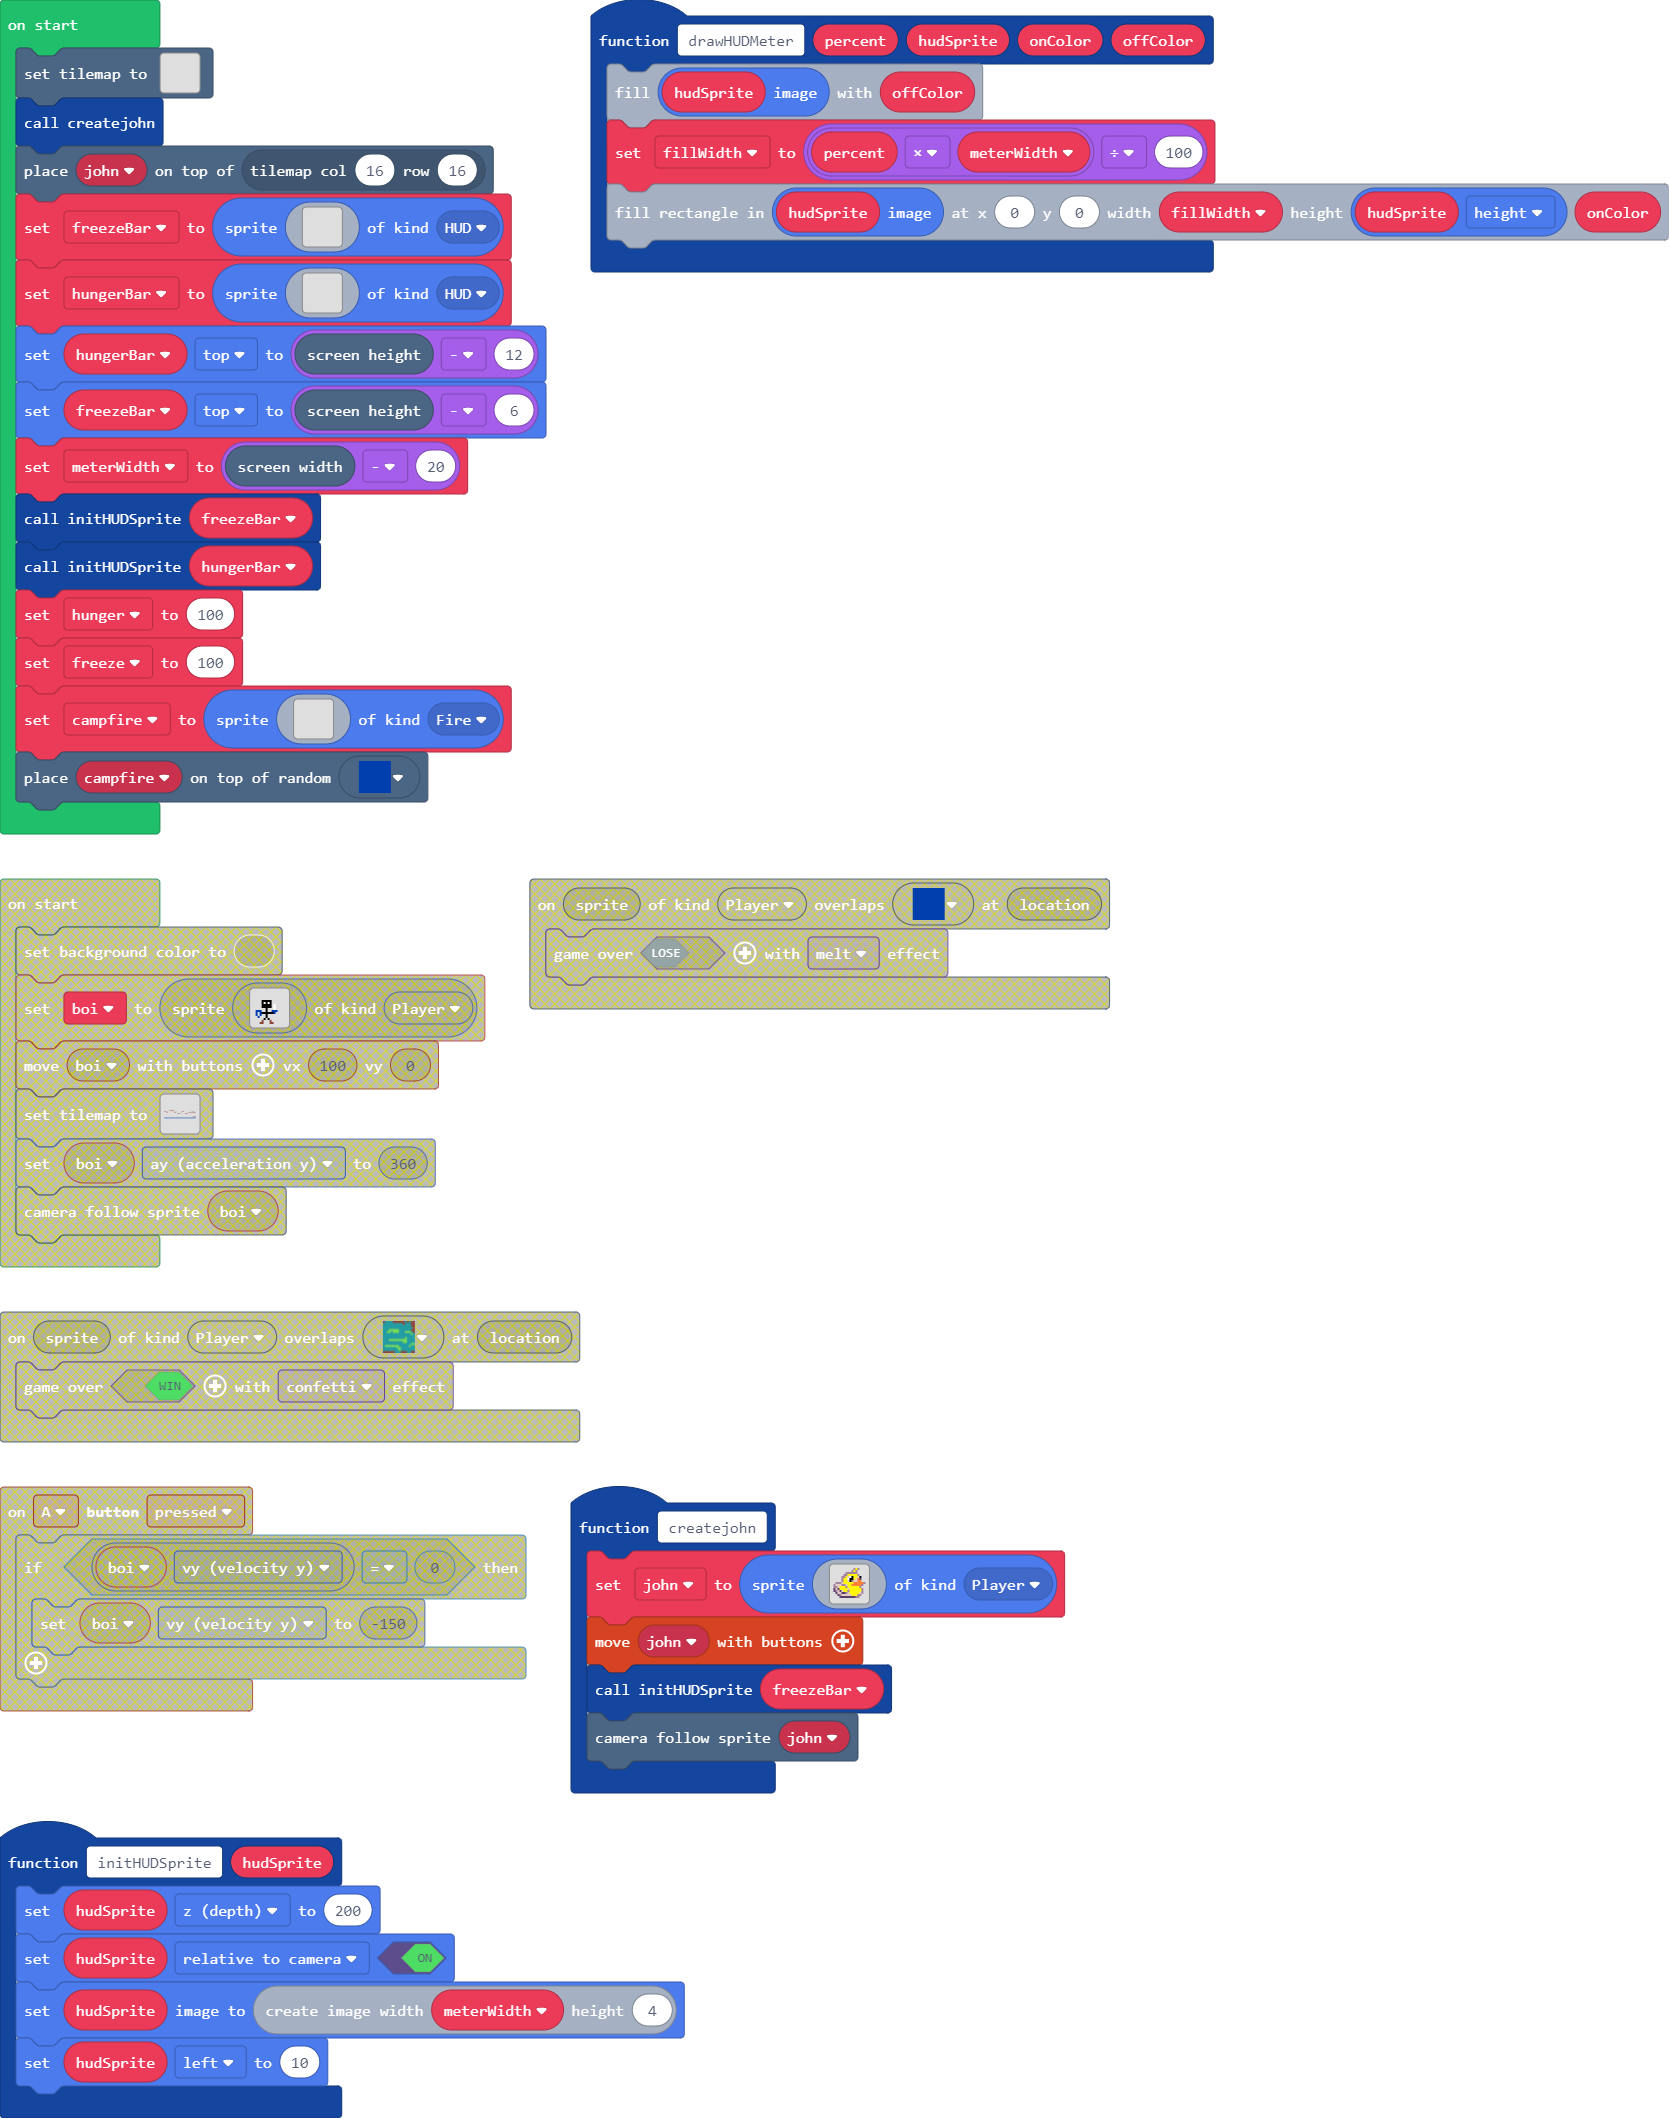 on start
set tilemap to
call createjohn
place john on top of tilemap col 16 row 16
set freezeBar to sprite of kind HUD
set hungerBar to sprite of kind HUD
set hungerBar top to screen height - 12
set freezeBar top to screen height - 6
set meterWidth to screen width - 20
call initHUDSprite freezeBar
call initHUDSprite hungerBar
set hunger to 100
set freeze to 100
set campfire to sprite of kind Fire
place campfire on top of random
function drawHUDMeter percent hudSprite onColor offColor
fill hudSprite image with offColor
set fillWidth to percent × meterWidth ÷ 100
fill rectangle in hudSprite image at x 0 y 0 width fillWidth height hudSprite height onColor
on start
set background color to
set boi to sprite of kind Player
move boi with buttons vx 100 vy 0
set tilemap to
set boi ay (acceleration y) to 360
camera follow sprite boi
on sprite of kind Player overlaps at location
game over LOSE with melt effect
on sprite of kind Player overlaps at location
game over WIN with confetti effect
on A button pressed
if boi vy (velocity y) = 0 then
set boi vy (velocity y) to -150
function createjohn
set john to sprite of kind Player
move john with buttons
call initHUDSprite freezeBar
camera follow sprite john
function initHUDSprite hudSprite
set hudSprite z (depth) to 200
set hudSprite relative to camera ON
set hudSprite image to create image width meterWidth height 4
set hudSprite left to 10